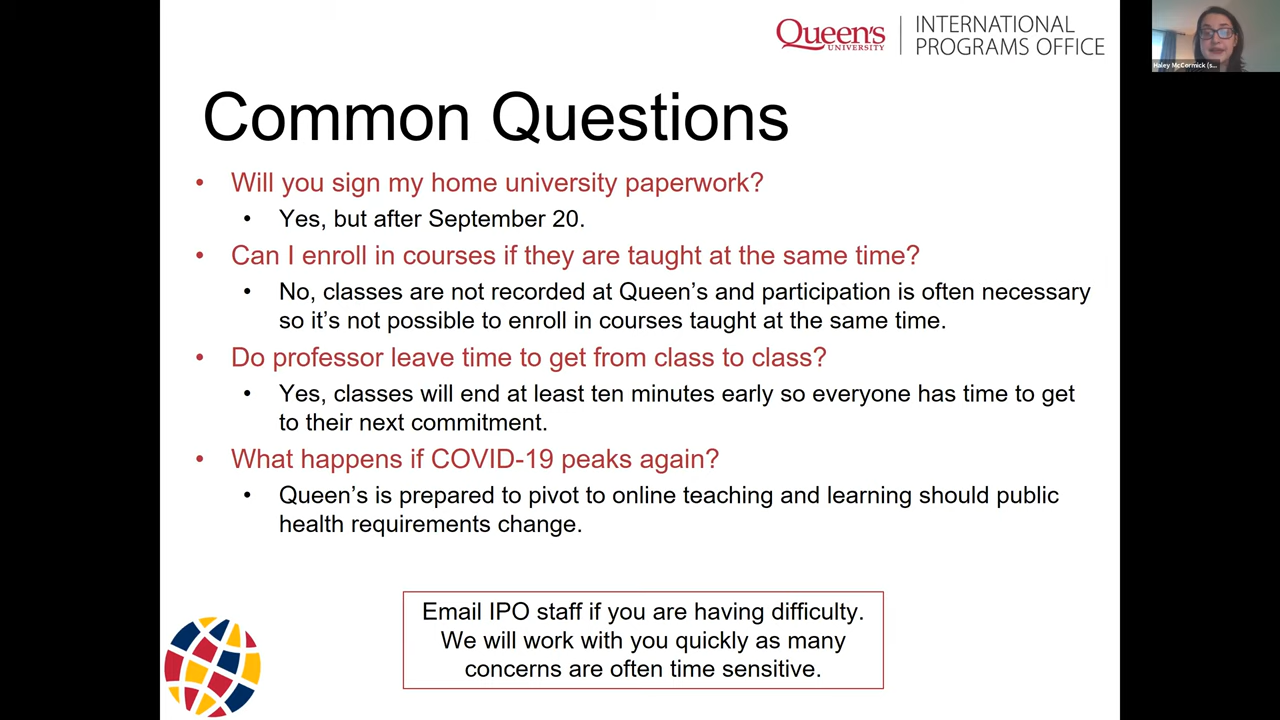 Queen's
UNIVERSITY
INTERNATIONAL
PROGRAMS OFFICE
Haley McCormick (s...
Common Questions
• Will you sign my home university paperwork?
• Yes, but after September 20.
• Can I enroll in courses if they are taught at the same time?
• No, classes are not recorded at Queen’s and participation is often necessary
so it’s not possible to enroll in courses taught at the same time.
• Do professor leave time to get from class to class?
• Yes, classes will end at least ten minutes early so everyone has time to get
to their next commitment.
• What happens if COVID-19 peaks again?
• Queen’s is prepared to pivot to online teaching and learning should public
health requirements change.
Email IPO staff if you are having difficulty.
We will work with you quickly as many
concerns are often time sensitive.